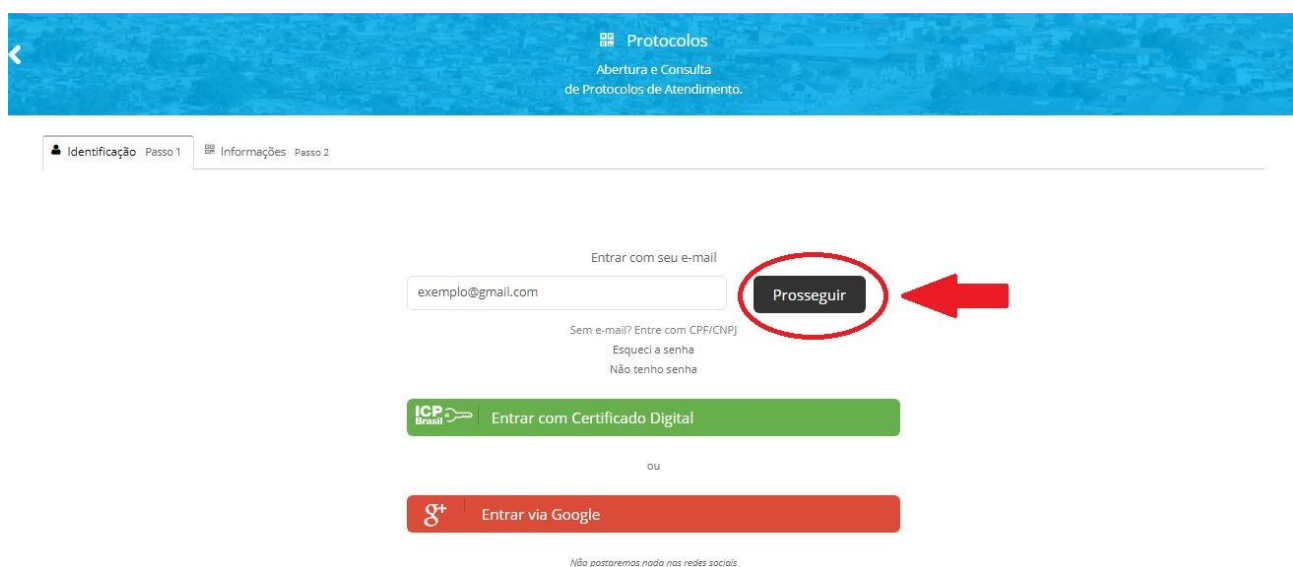 Protocolos
Abertura e Consulta
de Protocolos de Atendimento.
Identificação Passo 1 Informações Passo 2
Entrar com seu e-mail
exemplo@gmail.com Prosseguir
Sem e-mail? Entre com CPF/CNPJ
Esqueci a senha
Não tenho senha
ICP
Brasil
Entrar com Certificado Digital
ou
g+ Entrar via Google
Não postaremos nada nas redes sociais